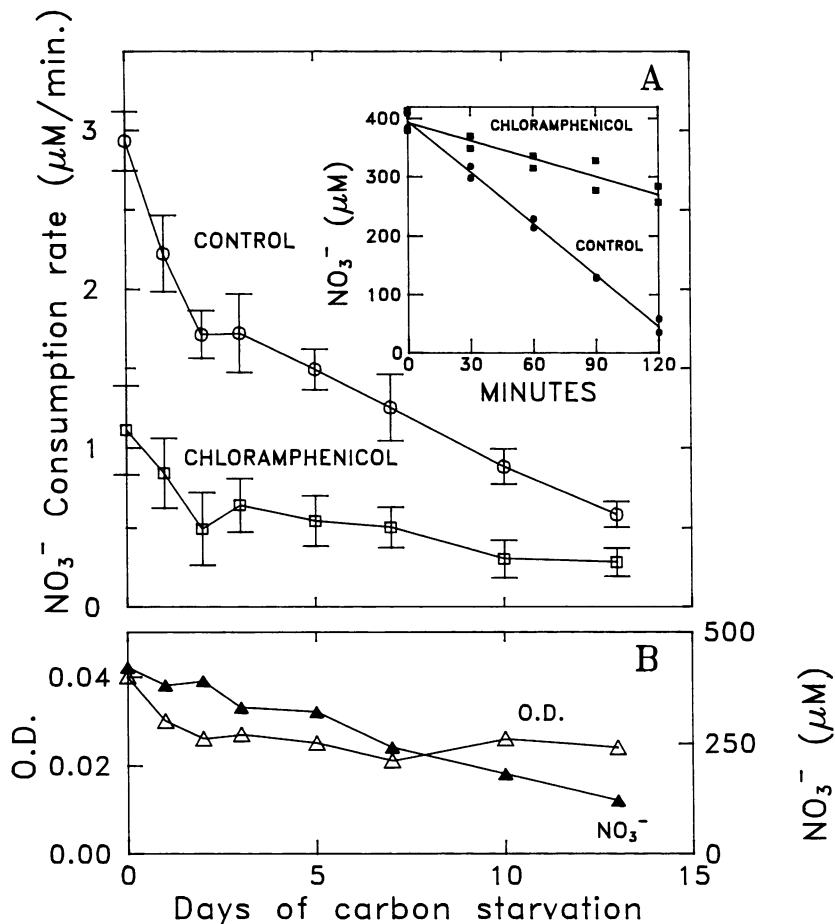 NO₃⁻ Consumption rate (μM/min.)
3
2
1
0
A
CONTROL
CHLORAMPHENICOL
NO₃⁻ (μM)
400
300
200
100
0
CHLORAMPHENICOL
CONTROL
0 30 60 90 120
MINUTES
B
O.D.
0.04
0.02
0.00
O.D.
NO₃⁻
500
250
0
NO₃⁻ (μM)
0 5 10 15
Days of carbon starvation